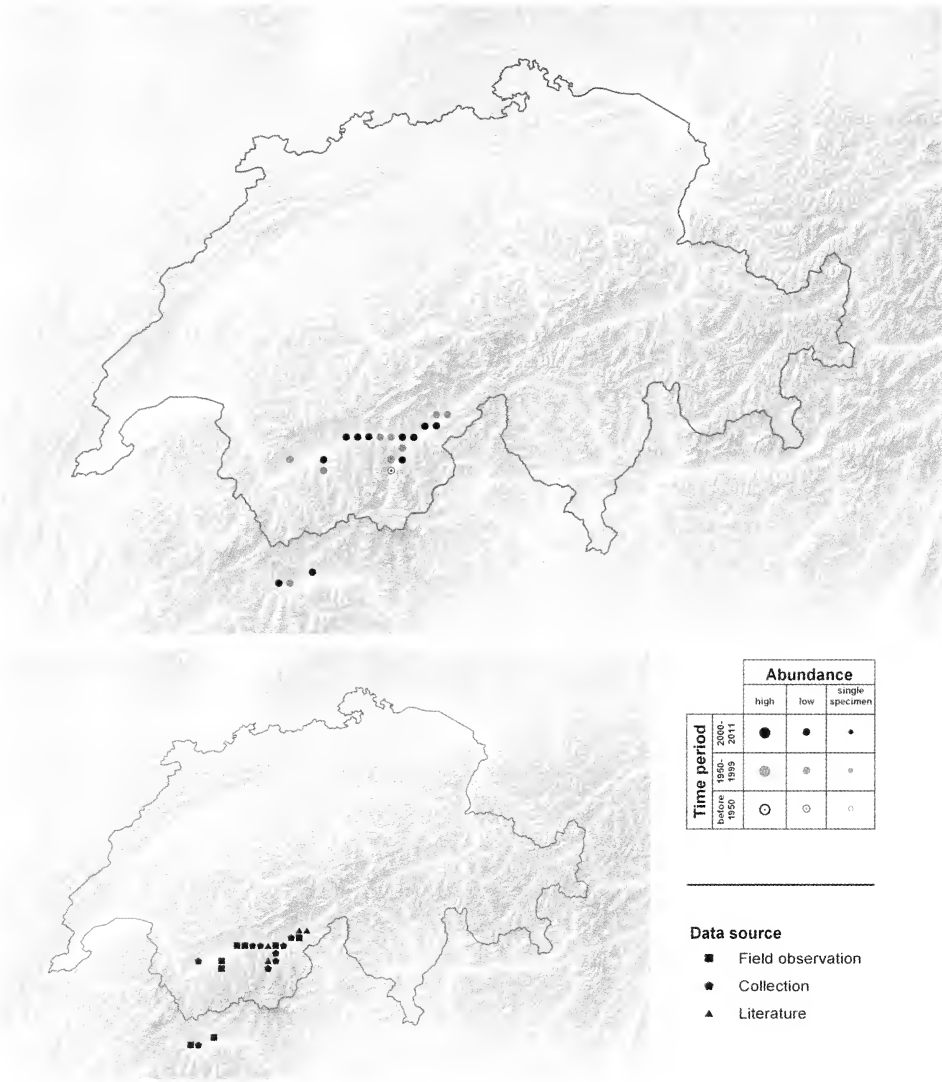 Abundance
high low single
specimen
Time period
2000-
2011
1950-
1999
before
1950
Data source
Field observation
Collection
Literature